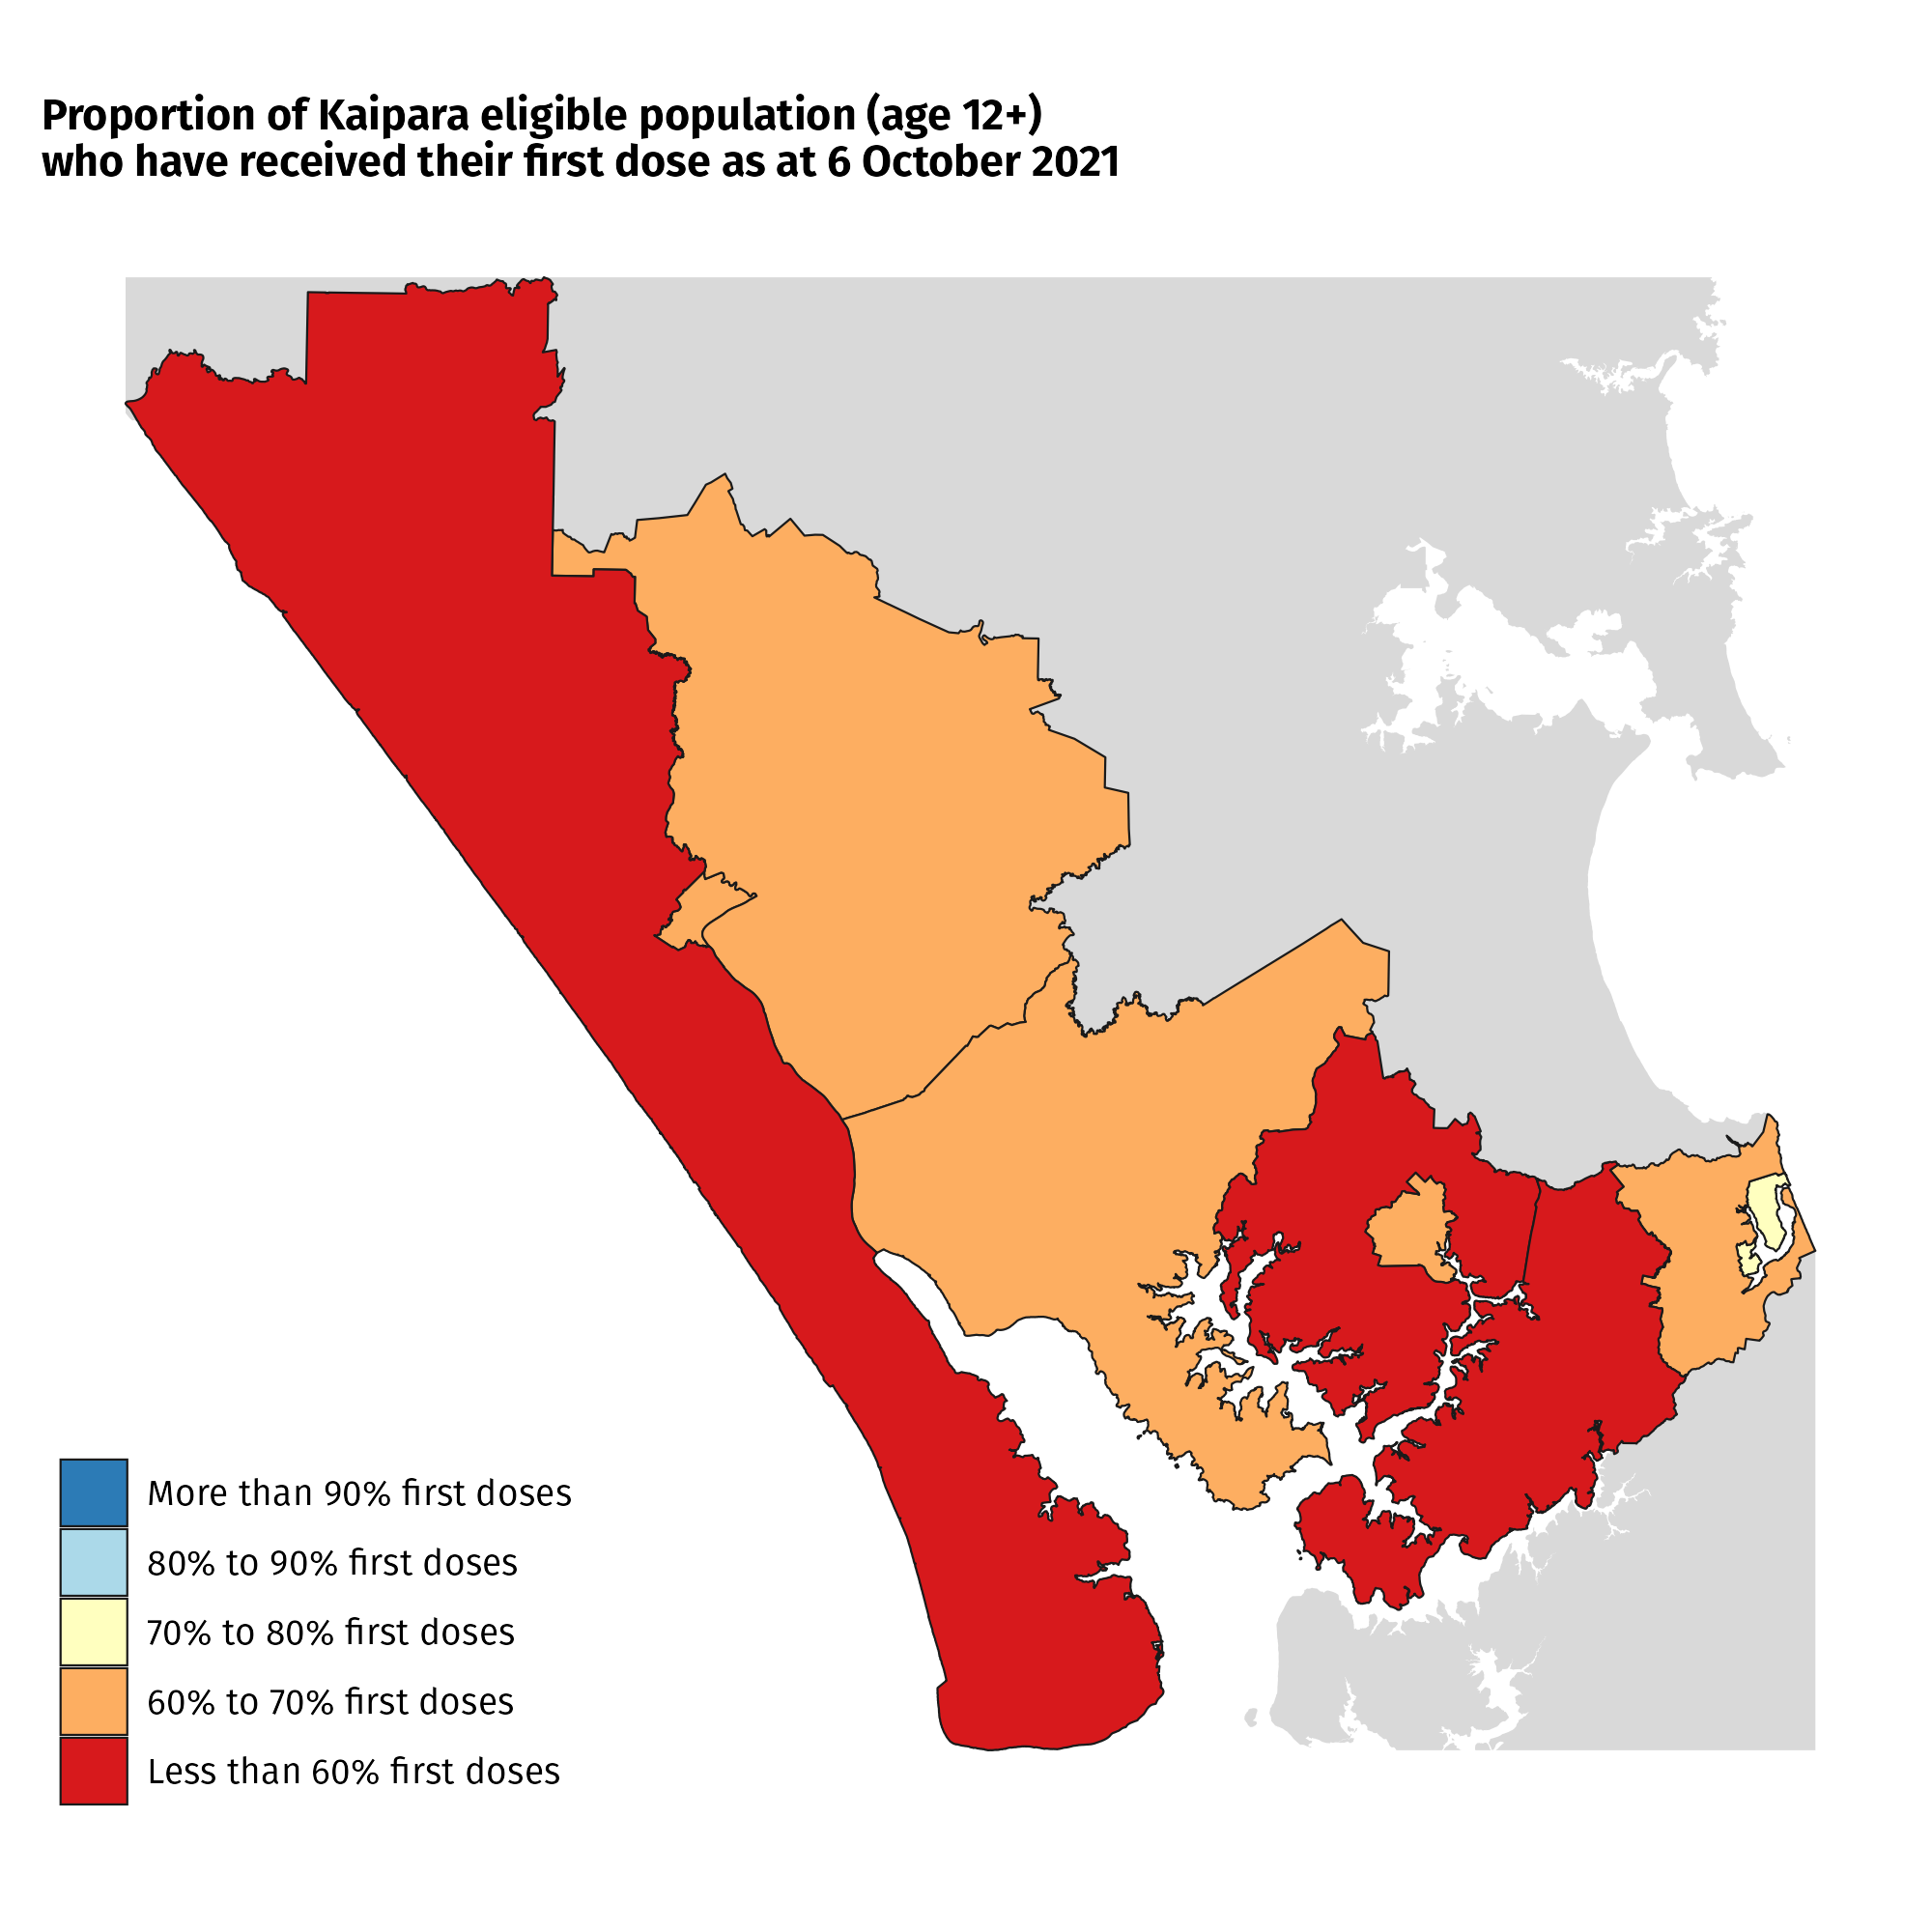 Proportion of Kaipara eligible population (age 12+)
who have received their first dose as at 6 October 2021
More than 90% first doses
80% to 90% first doses
70% to 80% first doses
60% to 70% first doses
Less than 60% first doses